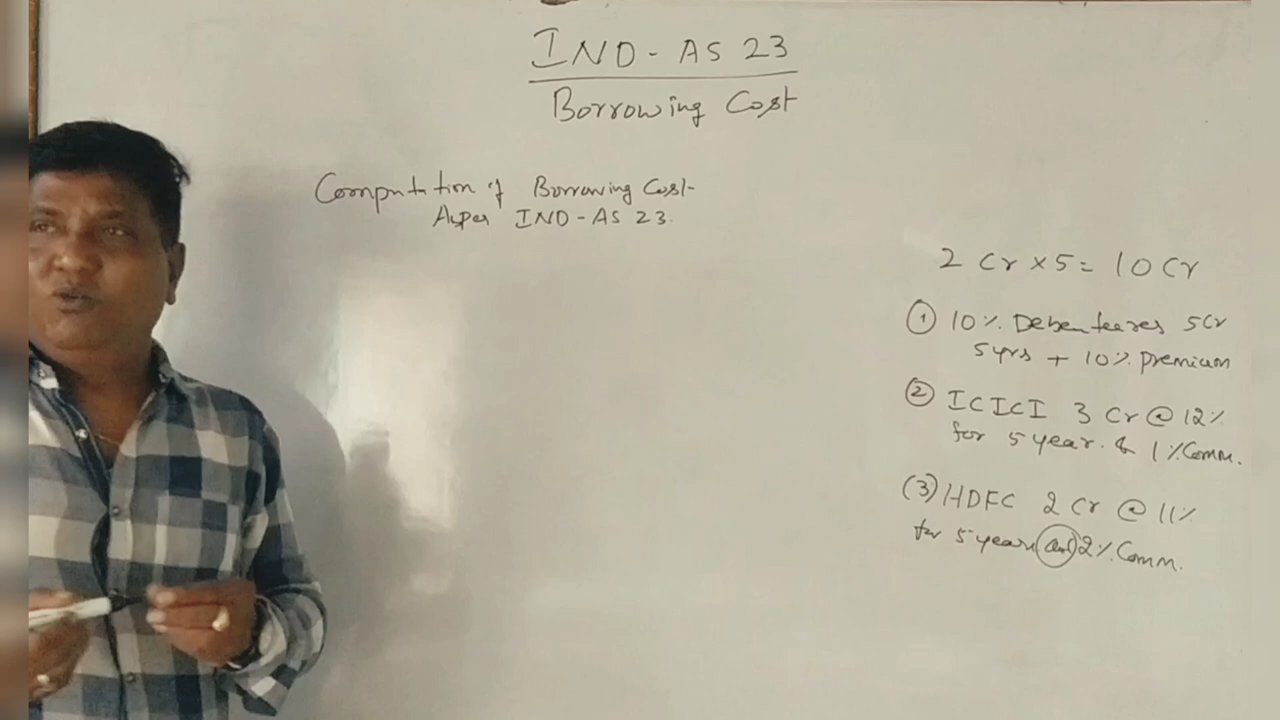 IND-AS 23
Borrowing Cost
Computation of Borrowing Cost-
As per IND-AS 23.
2 Cr x 5 = 10 Cr
① 10% Debentures 5Cr
5yrs + 10% premium
② ICICI 3 Cr @ 12%
for 5 year. & 1% Comm.
(3) HDFC 2 Cr @ 11%
for 5 years and 2% Comm.